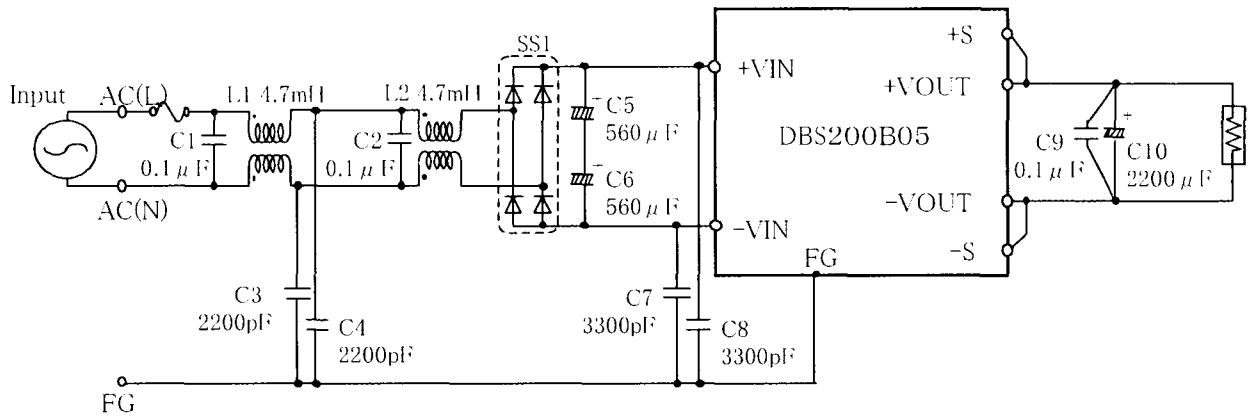 Input
AC(L)
AC(N)
L1 4.7mH
C1
0.1μF
L2 4.7mH
C2
0.1μF
SS1
C5
560μF
C6
560μF
+VIN
-VIN
DBS200B05
FG
+S
+VOUT
-VOUT
-S
C9
0.1μF
C10
2200μF
C3
2200pF
C4
2200pF
C7
3300pF
C8
3300pF
FG